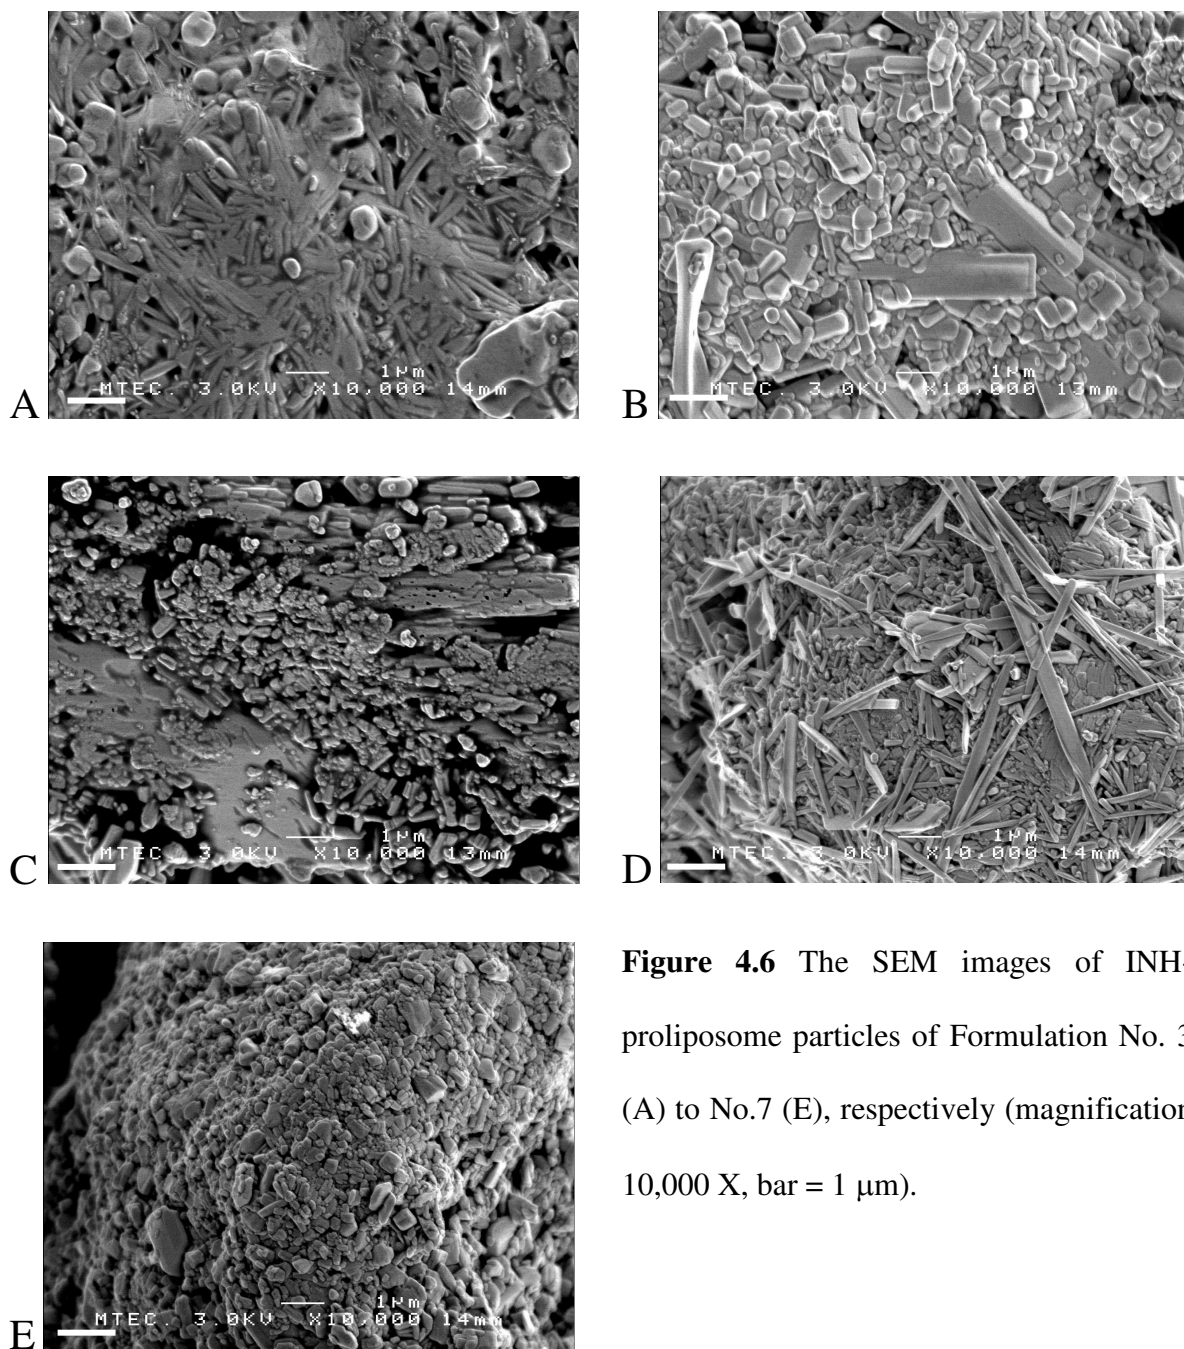 A
1µm
MTEC. 3.0KV X10,000 14mm
B
1µm
MTEC. 3.0KV X10,000 13mm
C
1µm
MTEC. 3.0KV X10,000 13mm
D
1µm
MTEC. 3 0KV X10,000 14mm
E
1µm
MTEC. 3.0KV X10,000 14mm
Figure 4.6 The SEM images of INH-
proliposome particles of Formulation No. 3
(A) to No.7 (E), respectively (magnification
10,000 X, bar = 1 µm).